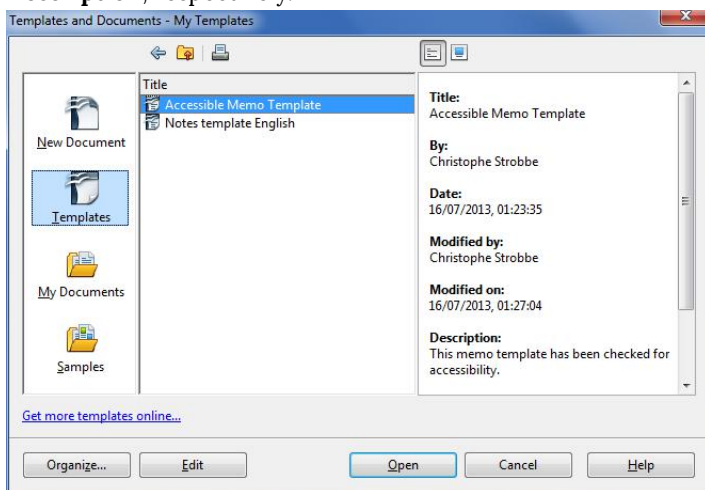 Templates and Documents - My Templates
New Document
Templates
My Documents
Samples
Title
Accessible Memo Template
Notes template English
Title:
Accessible Memo Template
By:
Christophe Strobbe
Date:
16/07/2013, 01:23:35
Modified by:
Christophe Strobbe
Modified on:
16/07/2013, 01:27:04
Description:
This memo template has been checked for
accessibility.
Get more templates online...
Organize...
Edit
Open
Cancel
Help